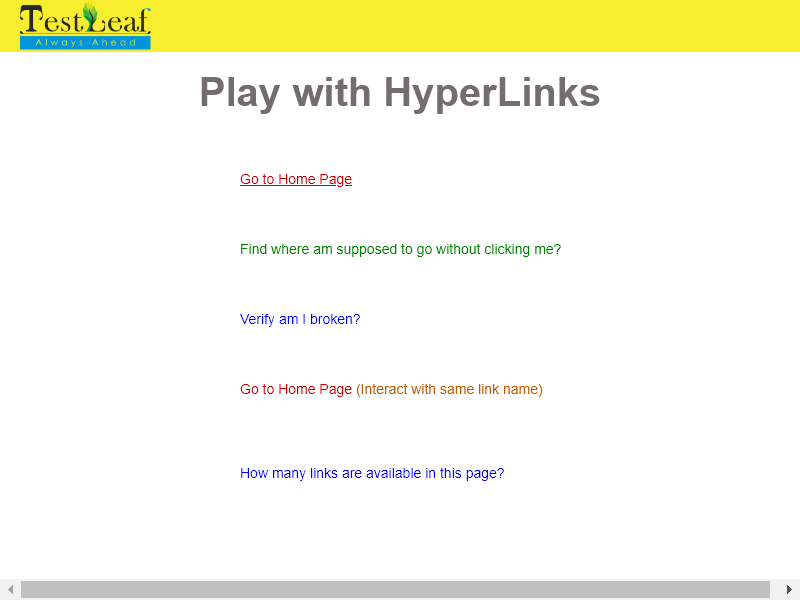 TestLeaf
Always Ahead
Play with HyperLinks
Go to Home Page
Find where am supposed to go without clicking me?
Verify am I broken?
Go to Home Page (Interact with same link name)
How many links are available in this page?